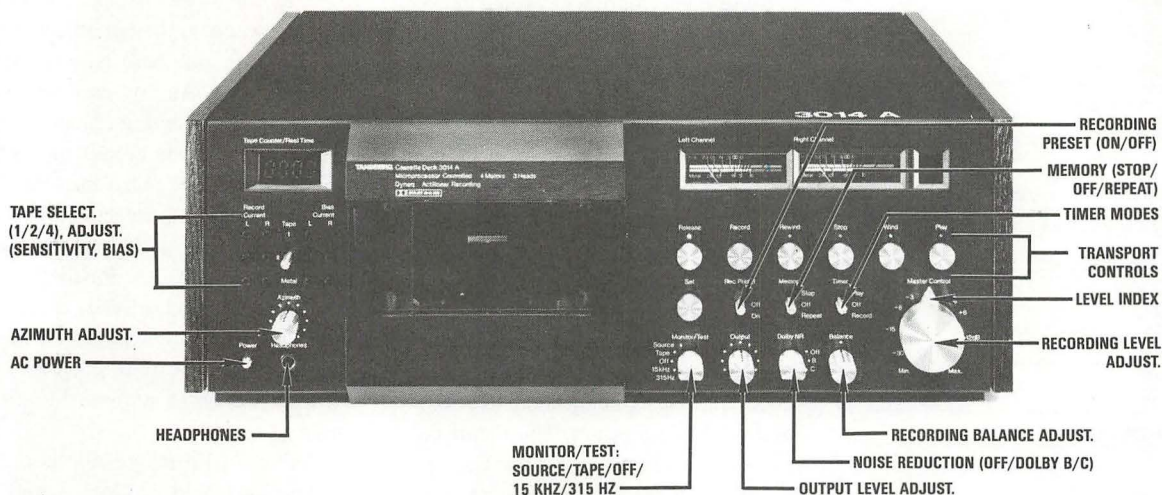 3014 A
Tape Counter/Real Time
Left Channel
Right Channel
TANDBERG Cassette Deck 3014 A
Microprocessor Controlled 4 Motors 3 Heads
Dyneq Actilinear Recording
Record Current
Bias Current
L R Tape L R
1
Metal
Azimuth
Power
Headphones
Release
Record
Rewind
Stop
Wind
Play
Set
Rec Preset
Memory
Timer
Master Control
Off
On
Stop
Off
Repeat
Play
Off
Record
Monitor/Test
Source
Tape
Off
15kHz
315Hz
Output
Dolby NR
Off
B
C
Balance
Min.
Max.
TAPE SELECT.
(1/2/4), ADJUST.
(SENSITIVITY, BIAS)
AZIMUTH ADJUST.
AC POWER
HEADPHONES
RECORDING
PRESET (ON/OFF)
MEMORY (STOP/
OFF/REPEAT)
TIMER MODES
TRANSPORT
CONTROLS
LEVEL INDEX
RECORDING LEVEL
ADJUST.
RECORDING BALANCE ADJUST.
NOISE REDUCTION (OFF/DOLBY B/C)
OUTPUT LEVEL ADJUST.
MONITOR/TEST:
SOURCE/TAPE/OFF/
15 KHZ/315 HZ